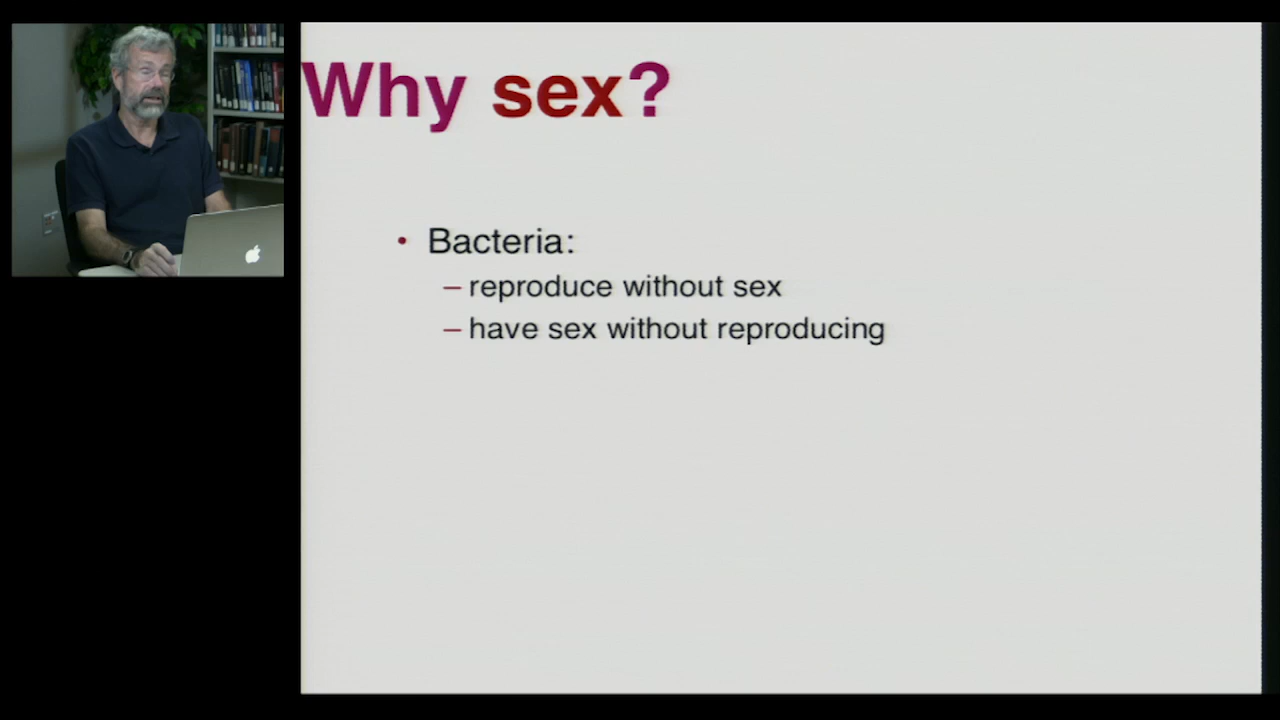 Why sex?
• Bacteria:
– reproduce without sex
– have sex without reproducing